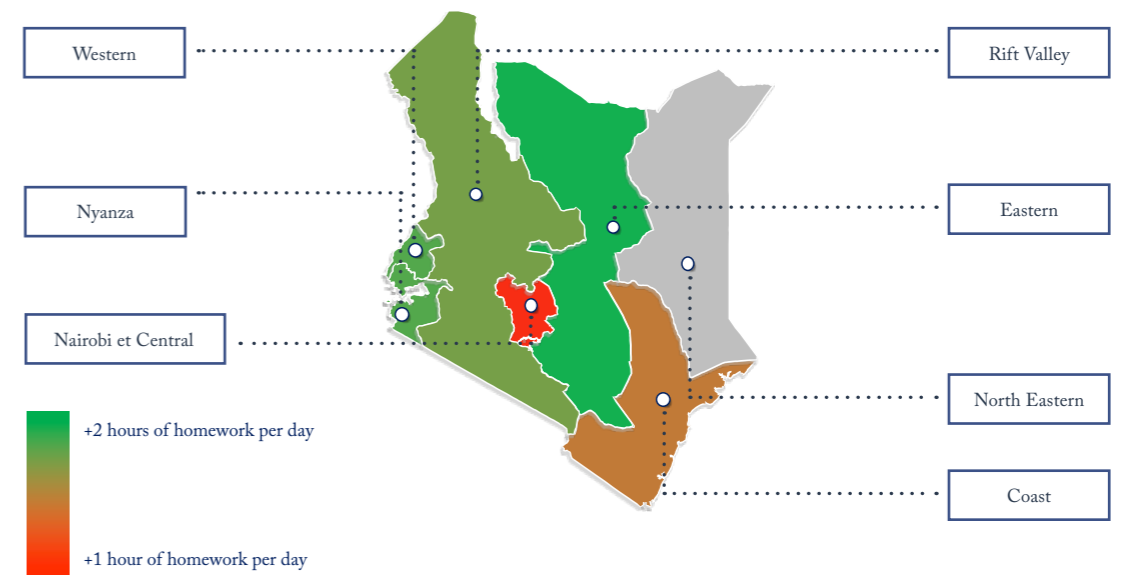 Western
Rift Valley
Nyanza
Eastern
Nairobi et Central
North Eastern
+2 hours of homework per day
Coast
+1 hour of homework per day